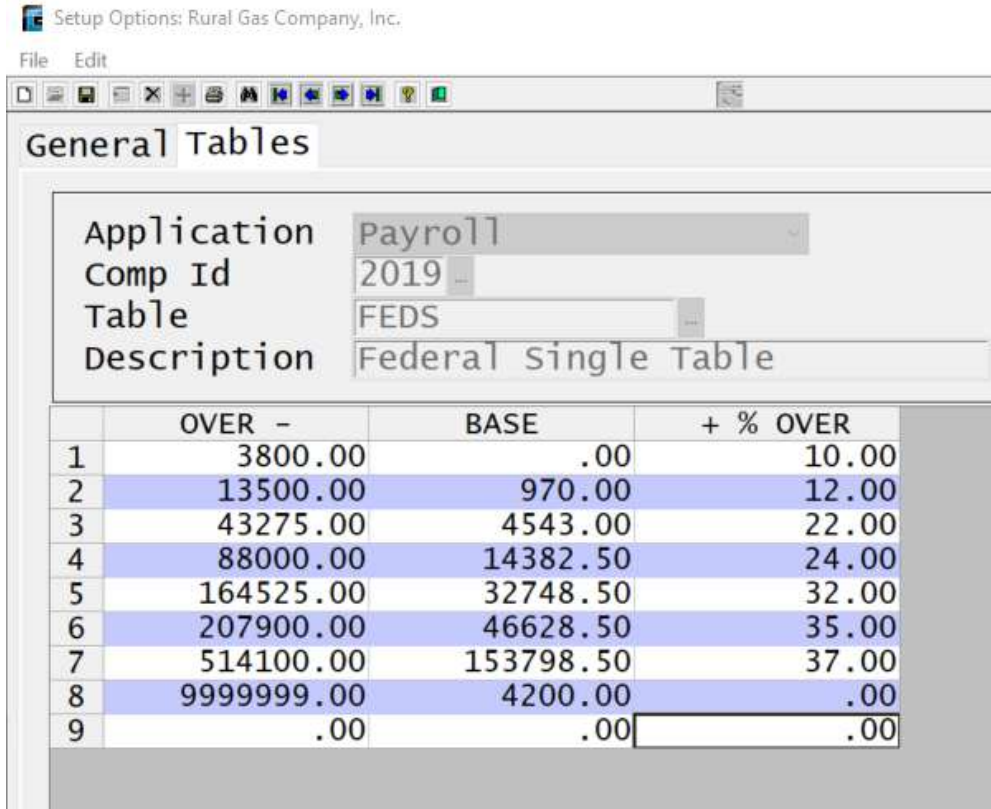 Setup Options: Rural Gas Company, Inc.
File Edit
General Tables
Application Payroll
Comp Id 2019 ...
Table FEDS ...
Description Federal Single Table
OVER - BASE + % OVER
1 3800.00 .00 10.00
2 13500.00 970.00 12.00
3 43275.00 4543.00 22.00
4 88000.00 14382.50 24.00
5 164525.00 32748.50 32.00
6 207900.00 46628.50 35.00
7 514100.00 153798.50 37.00
8 9999999.00 4200.00 .00
9 .00 .00 .00